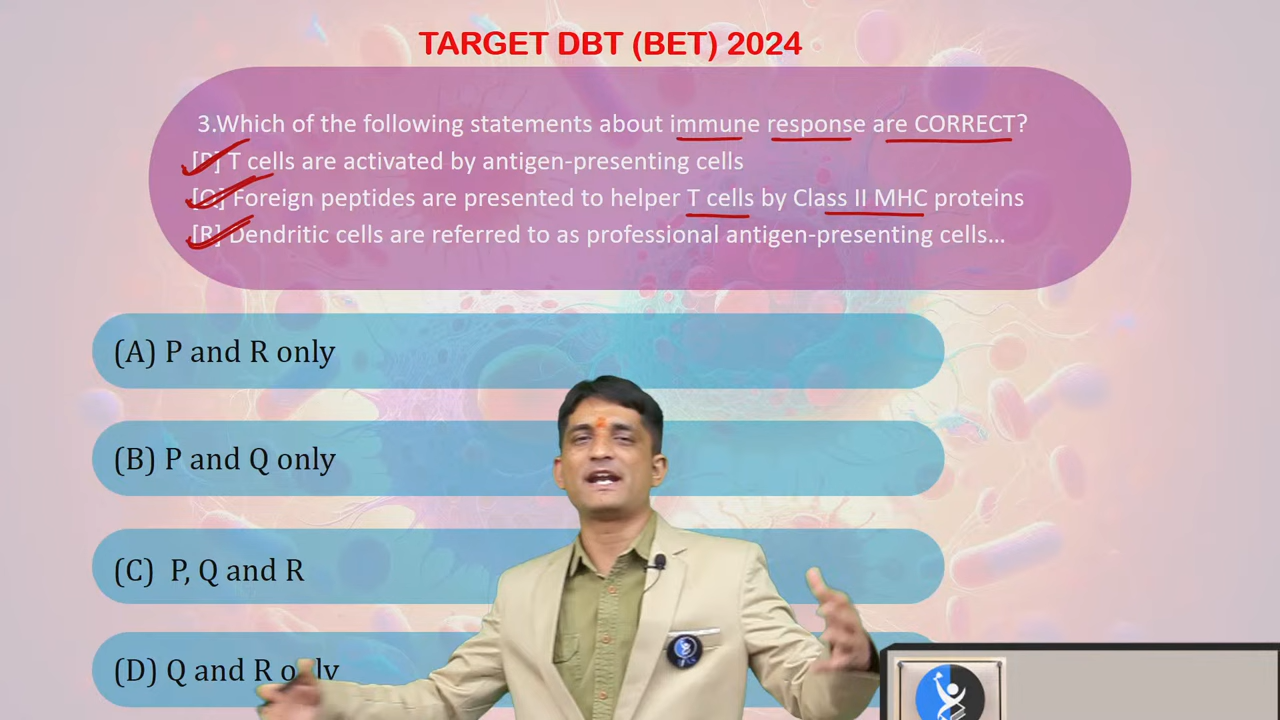 TARGET DBT (BET) 2024
3.Which of the following statements about immune response are CORRECT?
[P] T cells are activated by antigen-presenting cells
[Q] Foreign peptides are presented to helper T cells by Class II MHC proteins
[R] Dendritic cells are referred to as professional antigen-presenting cells...
(A) P and R only
(B) P and Q only
(C) P, Q and R
(D) Q and R only